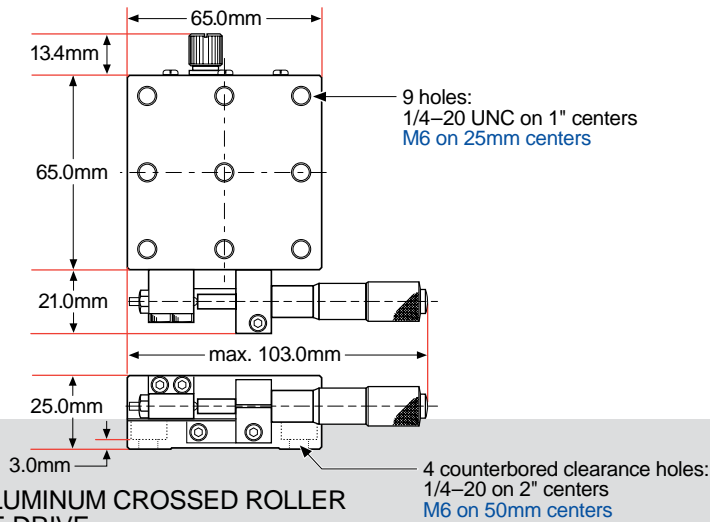 65.0mm
13.4mm
9 holes:
1/4–20 UNC on 1" centers
M6 on 25mm centers
65.0mm
21.0mm
max. 103.0mm
25.0mm
3.0mm
4 counterbored clearance holes:
1/4–20 on 2" centers
M6 on 50mm centers
LUMINUM CROSSED ROLLER
DRIVE